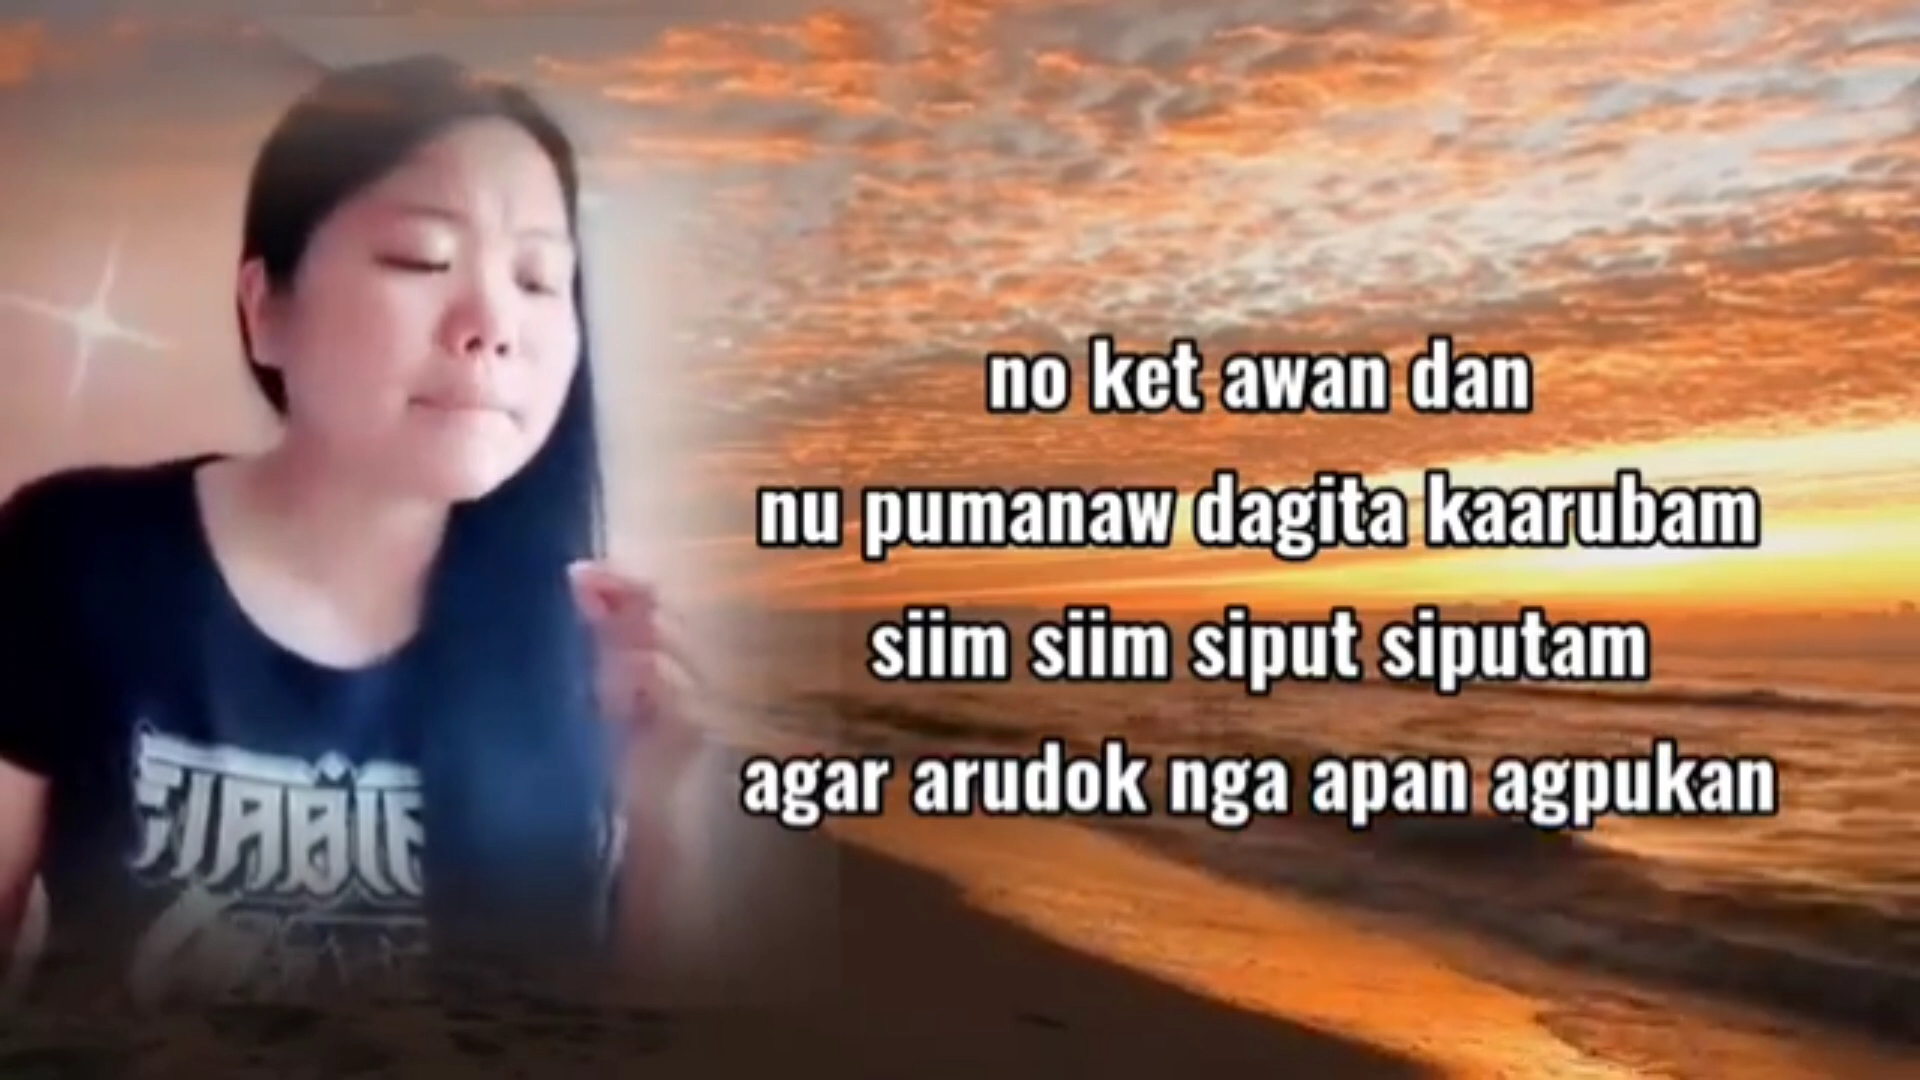 no ket awan dan
nu pumanaw dagita kaarubam
siim siim siput siputam
agar arudok nga apan agpukan